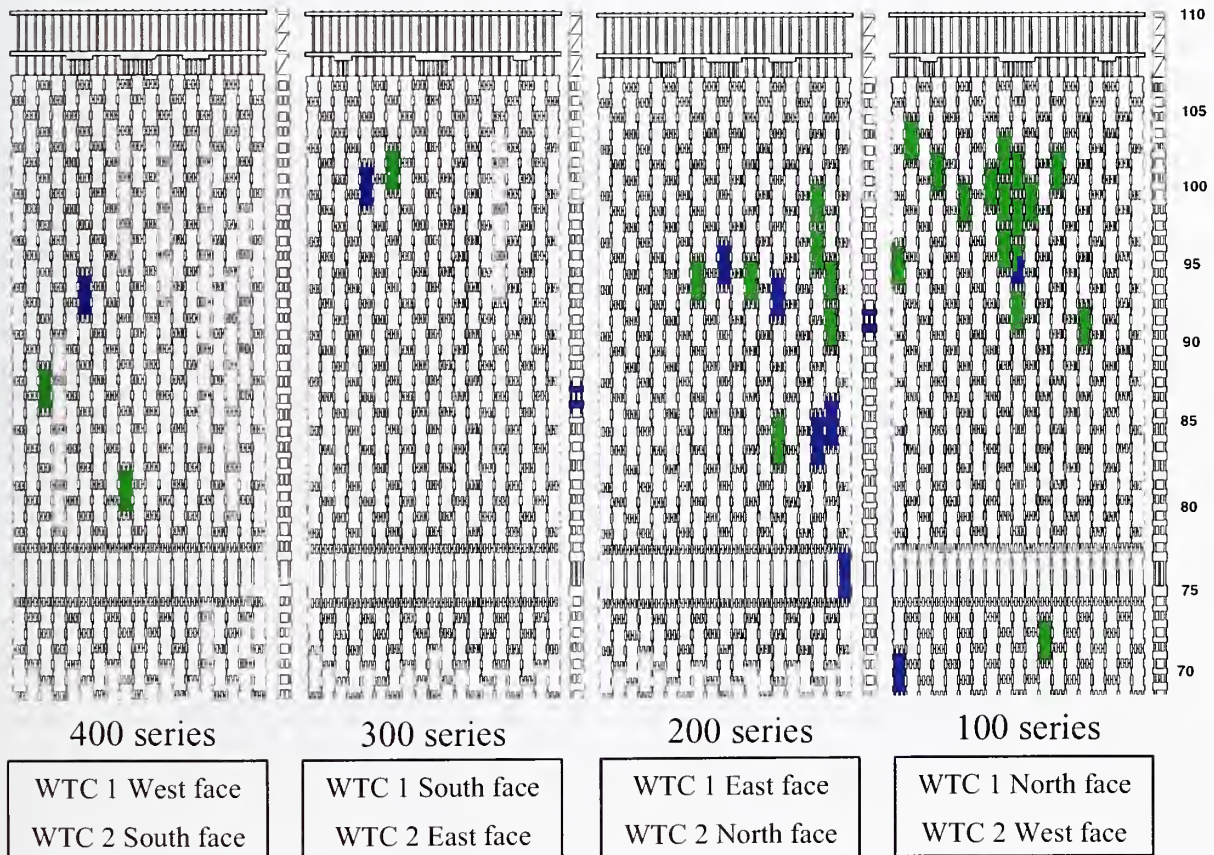 110
105
100
95
90
85
80
75
70
400 series
300 series
200 series
100 series
WTC 1 West face
WTC 2 South face
WTC 1 South face
WTC 2 East face
WTC 1 East face
WTC 2 North face
WTC 1 North face
WTC 2 West face